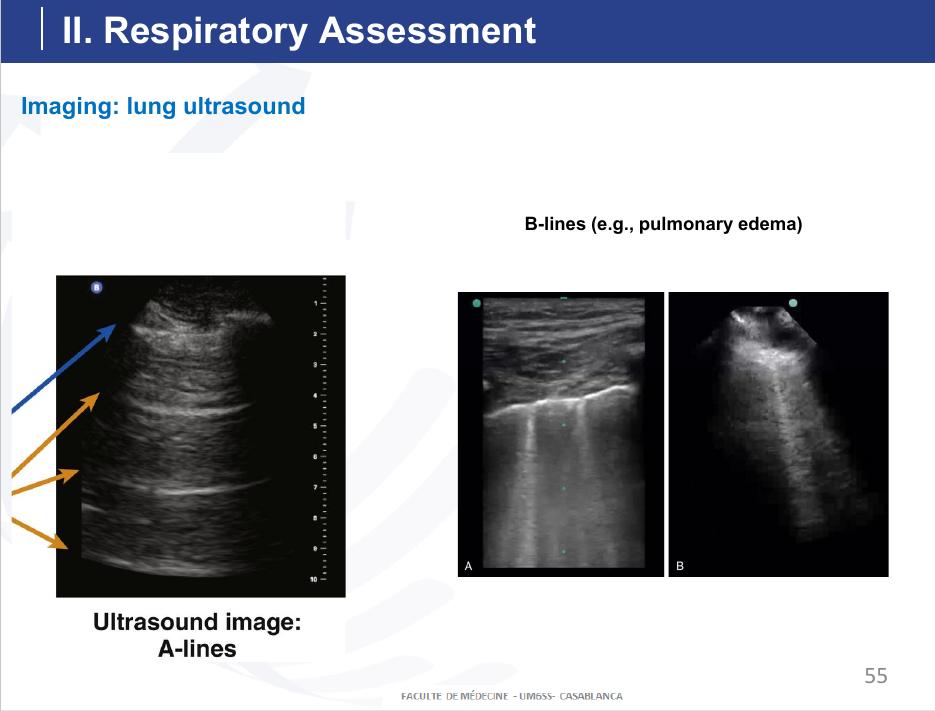 II. Respiratory Assessment
Imaging: lung ultrasound
B-lines (e.g., pulmonary edema)
B
1
2
3
4
5
6
7
8
9
10
A
B
Ultrasound image:
A-lines
55
FACULTE DE MÉDECINE - UM6SS- CASABLANCA